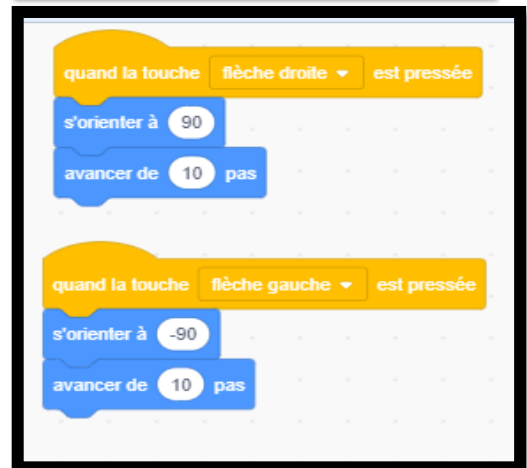 quand la touche flèche droite est pressée
s'orienter à 90
avancer de 10 pas
quand la touche flèche gauche est pressée
s'orienter à -90
avancer de 10 pas